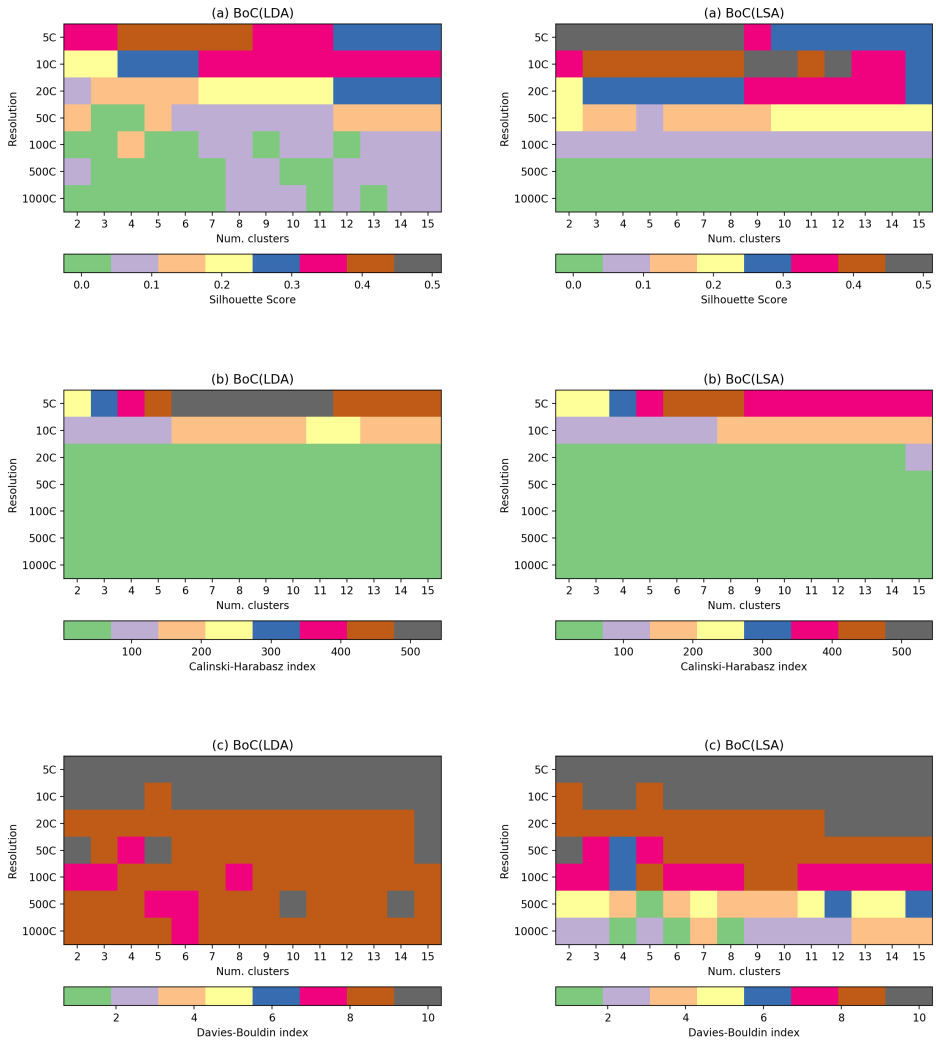 (a) BoC(LDA)
5C
10C
20C
50C
100C
500C
1000C
Resolution
2 3 4 5 6 7 8 9 10 11 12 13 14 15
Num. clusters
0.0 0.1 0.2 0.3 0.4 0.5
Silhouette Score
(a) BoC(LSA)
5C
10C
20C
50C
100C
500C
1000C
Resolution
2 3 4 5 6 7 8 9 10 11 12 13 14 15
Num. clusters
0.0 0.1 0.2 0.3 0.4 0.5
Silhouette Score
(b) BoC(LDA)
5C
10C
20C
50C
100C
500C
1000C
Resolution
2 3 4 5 6 7 8 9 10 11 12 13 14 15
Num. clusters
100 200 300 400 500
Calinski-Harabasz index
(b) BoC(LSA)
5C
10C
20C
50C
100C
500C
1000C
Resolution
2 3 4 5 6 7 8 9 10 11 12 13 14 15
Num. clusters
100 200 300 400 500
Calinski-Harabasz index
(c) BoC(LDA)
5C
10C
20C
50C
100C
500C
1000C
Resolution
2 3 4 5 6 7 8 9 10 11 12 13 14 15
Num. clusters
2 4 6 8 10
Davies-Bouldin index
(c) BoC(LSA)
5C
10C
20C
50C
100C
500C
1000C
Resolution
2 3 4 5 6 7 8 9 10 11 12 13 14 15
Num. clusters
2 4 6 8 10
Davies-Bouldin index